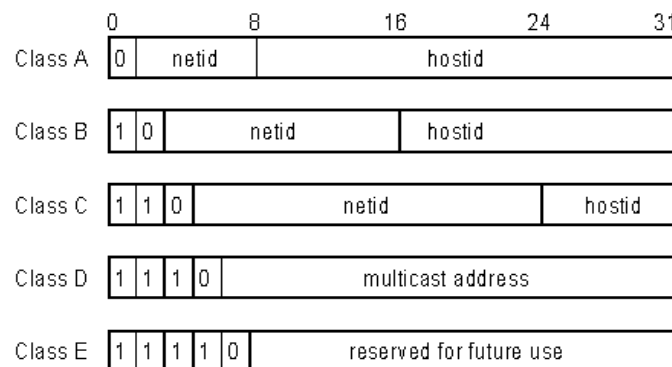 0 8 16 24 31
Class A 0 netid hostid
Class B 1 0 netid hostid
Class C 1 1 0 netid hostid
Class D 1 1 1 0 multicast address
Class E 1 1 1 1 0 reserved for future use